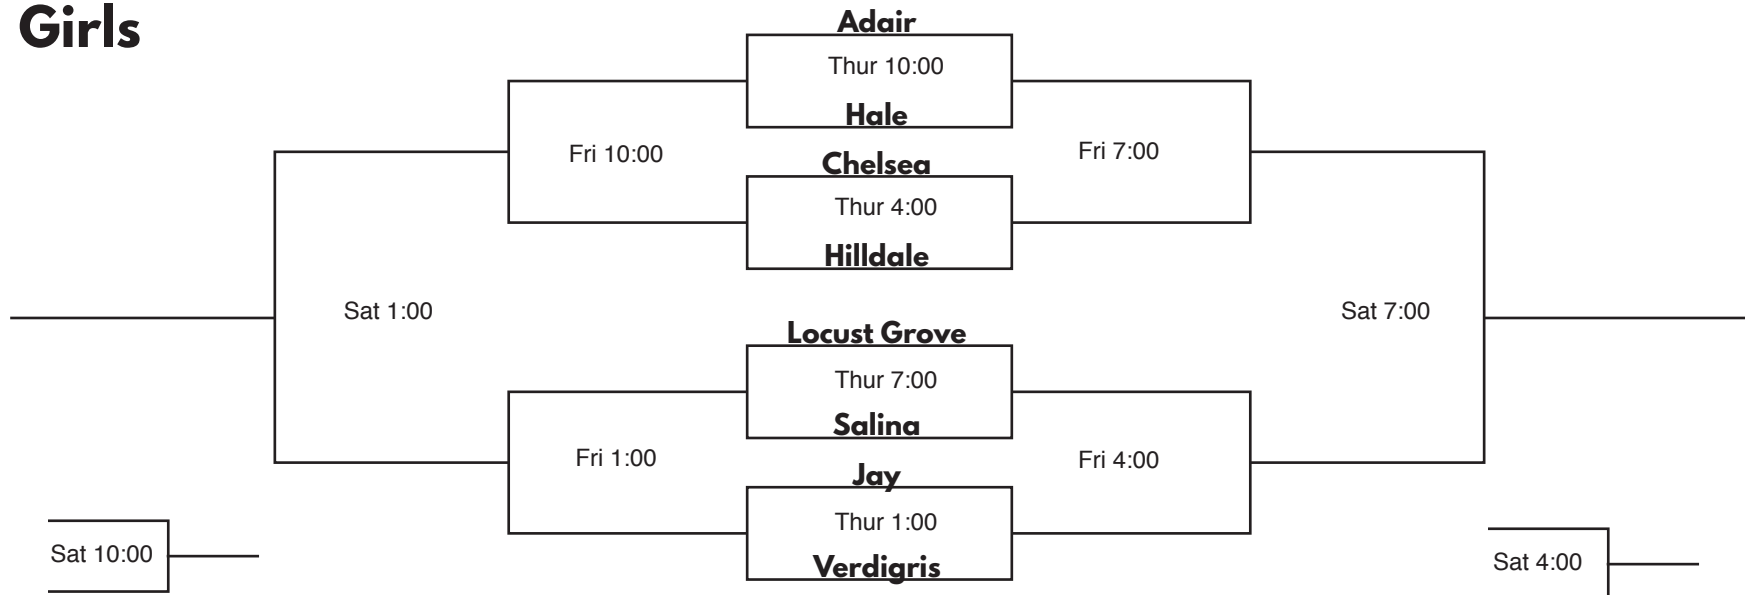 Girls
Adair
Thur 10:00
Hale
Fri 10:00
Fri 7:00
Chelsea
Thur 4:00
Hilldale
Sat 1:00
Sat 7:00
Locust Grove
Thur 7:00
Salina
Fri 1:00
Fri 4:00
Jay
Thur 1:00
Verdigris
Sat 10:00
Sat 4:00